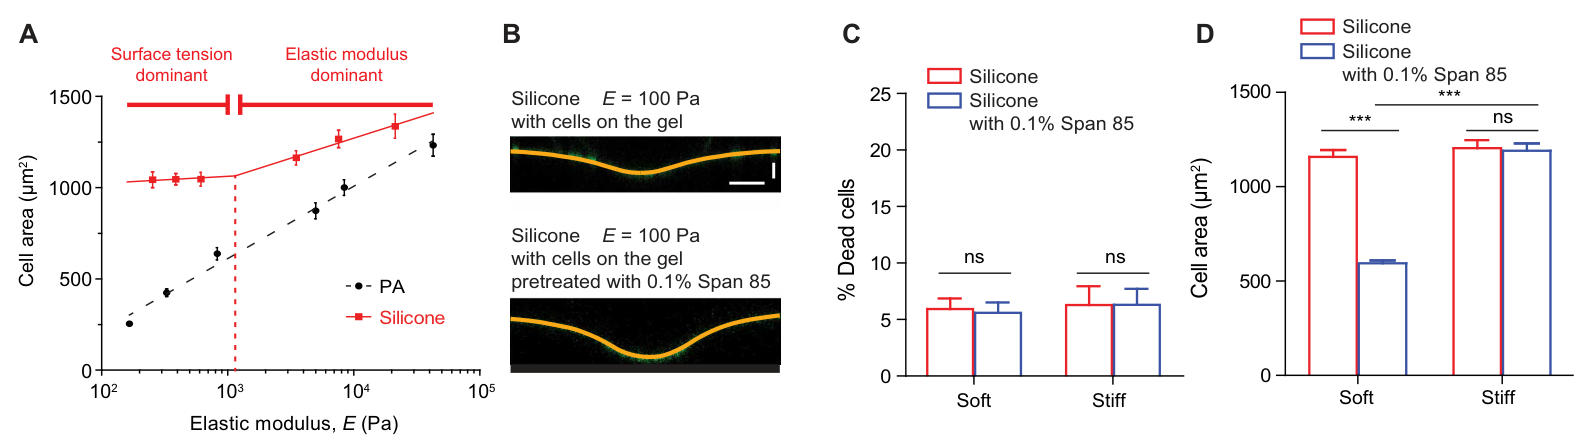 A
Surface tension
dominant
Elastic modulus
dominant
1500
1000
500
0
Cell area (µm²)
PA
Silicone
10²
10³
10⁴
10⁵
Elastic modulus, E (Pa)
B
Silicone E = 100 Pa
with cells on the gel
Silicone E = 100 Pa
with cells on the gel
pretreated with 0.1% Span 85
C
Silicone
Silicone
with 0.1% Span 85
25
20
15
10
5
0
% Dead cells
ns
ns
Soft
Stiff
D
Silicone
Silicone
with 0.1% Span 85
1500
1000
500
0
Cell area (µm²)
***
***
ns
Soft
Stiff